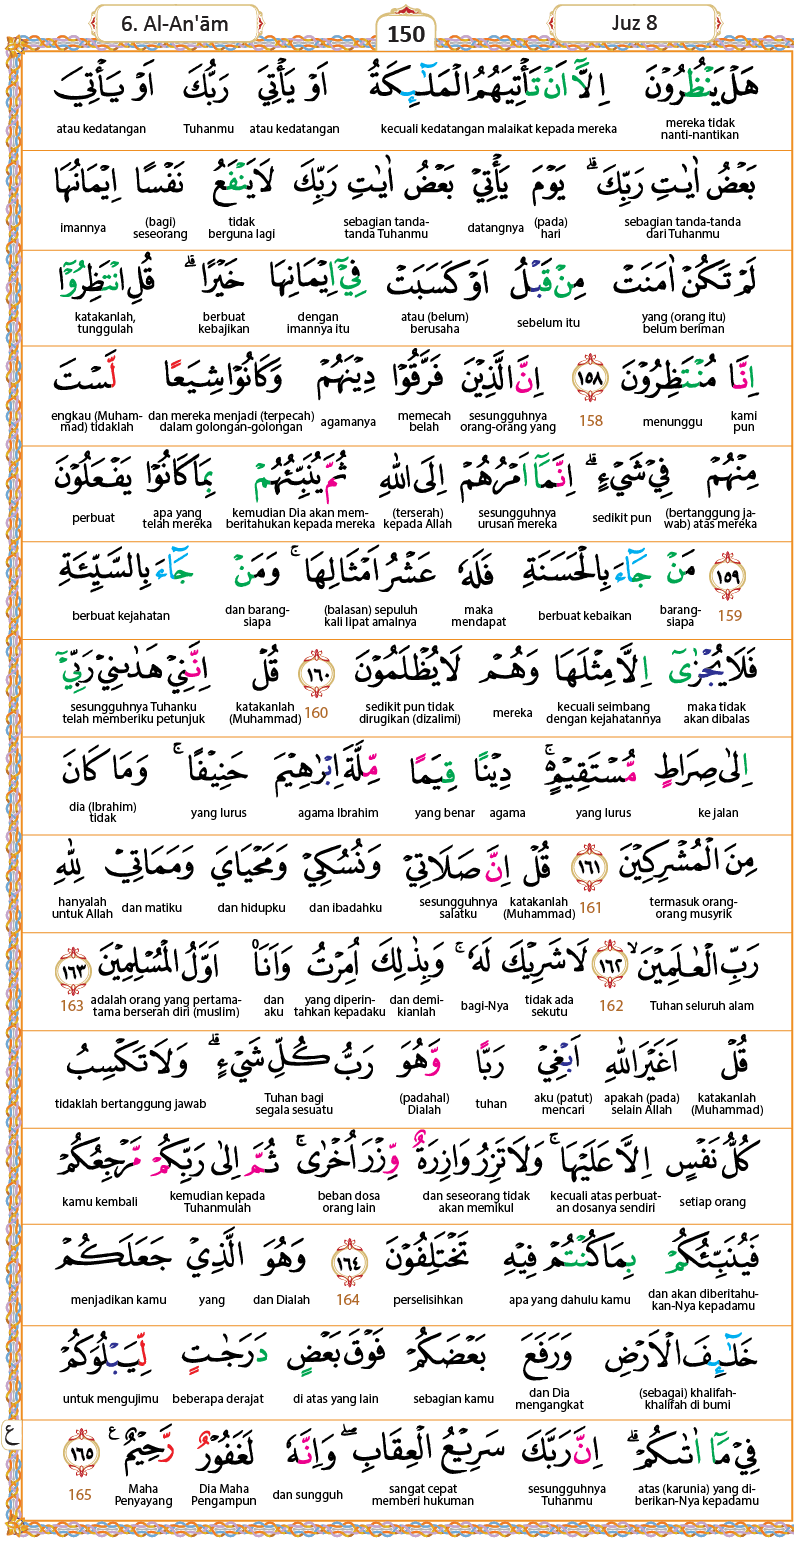 6. Al-An'ām
150
Juz 8
هَلْ يَنْظُرُوْنَ اِلَّآ اَنْ تَأْتِيَهُمُ الْمَلٰۤىِٕكَةُ اَوْ يَأْتِيَ رَبُّكَ اَوْ يَأْتِيَ
mereka tidak nanti-nantikan kecuali kedatangan malaikat kepada mereka atau kedatangan Tuhanmu atau kedatangan
بَعْضُ اٰيٰتِ رَبِّكَ ۗ يَوْمَ يَأْتِيْ بَعْضُ اٰيٰتِ رَبِّكَ لَا يَنْفَعُ نَفْسًا اِيْمَانُهَا
sebagian tanda-tanda dari Tuhanmu (pada) hari datangnya sebagian tanda-tanda Tuhanmu tidak berguna lagi (bagi) seseorang imannya
لَمْ تَكُنْ اٰمَنَتْ مِنْ قَبْلُ اَوْ كَسَبَتْ فِيْٓ اِيْمَانِهَا خَيْرًا ۗ قُلِ انْتَظِرُوْٓا
yang (orang itu) belum beriman sebelum itu atau (belum) berusaha dengan imannya itu berbuat kebajikan katakanlah, tunggulah
اِنَّا مُنْتَظِرُوْنَ ١٥٨ اِنَّ الَّذِيْنَ فَرَّقُوْا دِيْنَهُمْ وَكَانُوْا شِيَعًا لَّسْتَ
kami pun menunggu 158 sesungguhnya orang-orang yang memecah belah agamanya dan mereka menjadi (terpecah) dalam golongan-golongan engkau (Muham-mad) tidaklah
مِنْهُمْ فِيْ شَيْءٍ ۗ اِنَّمَآ اَمْرُهُمْ اِلَى اللّٰهِ ثُمَّ يُنَبِّئُهُمْ بِمَا كَانُوْا يَفْعَلُوْنَ
(bertanggung ja-wab) atas mereka sedikit pun sesungguhnya urusan mereka (terserah) kepada Allah kemudian Dia akan mem-beritahukan kepada mereka apa yang telah mereka perbuat
١٥٩ مَنْ جَاۤءَ بِالْحَسَنَةِ فَلَهٗ عَشْرُ اَمْثَالِهَا ۚ وَمَنْ جَاۤءَ بِالسَّيِّئَةِ
159 barang-siapa berbuat kebaikan maka mendapat (balasan) sepuluh kali lipat amalnya dan barang-siapa berbuat kejahatan
فَلَا يُجْزٰىٓ اِلَّا مِثْلَهَا وَهُمْ لَا يُظْلَمُوْنَ ١٦٠ قُلْ اِنَّنِيْ هَدٰىنِيْ رَبِّيْٓ
maka tidak akan dibalas kecuali seimbang dengan kejahatannya mereka sedikit pun tidak dirugikan (dizalimi) 160 katakanlah (Muhammad) sesungguhnya Tuhanku telah memberiku petunjuk
اِلٰى صِرَاطٍ مُّسْتَقِيْمٍ ۚ دِيْنًا قِيَمًا مِّلَّةَ اِبْرٰهِيْمَ حَنِيْفًا ۚ وَمَا كَانَ
ke jalan yang lurus agama yang benar agama Ibrahim yang lurus dia (Ibrahim) tidak
مِنَ الْمُشْرِكِيْنَ ١٦١ قُلْ اِنَّ صَلَاتِيْ وَنُسُكِيْ وَمَحْيَايَ وَمَمَاتِيْ لِلّٰهِ
termasuk orang-orang musyrik 161 katakanlah (Muhammad) sesungguhnya salatku dan ibadahku dan hidupku dan matiku hanyalah untuk Allah
رَبِّ الْعٰلَمِيْنَ ۙ ١٦٢ لَا شَرِيْكَ لَهٗ ۚ وَبِذٰلِكَ اُمِرْتُ وَاَنَا۠ اَوَّلُ الْمُسْلِمِيْنَ ١٦٣
Tuhan seluruh alam 162 tidak ada sekutu bagi-Nya dan demi-kianlah yang diperin-tahkan kepadaku dan aku adalah orang yang pertama-tama berserah diri (muslim) 163
قُلْ اَغَيْرَ اللّٰهِ اَبْغِيْ رَبًّا وَّهُوَ رَبُّ كُلِّ شَيْءٍ ۗ وَلَا تَكْسِبُ
katakanlah (Muhammad) apakah (pada) selain Allah aku (patut) mencari tuhan (padahal) Dialah Tuhan bagi segala sesuatu tidaklah bertanggung jawab
كُلُّ نَفْسٍ اِلَّا عَلَيْهَا ۚ وَلَا تَزِرُ وَازِرَةٌ وِّزْرَ اُخْرٰى ۚ ثُمَّ اِلٰى رَبِّكُمْ مَّرْجِعُكُمْ
setiap orang kecuali atas perbuat-an dosanya sendiri dan seseorang tidak akan memikul beban dosa orang lain kemudian kepada Tuhanmulah kamu kembali
فَيُنَبِّئُكُمْ بِمَا كُنْتُمْ فِيْهِ تَخْتَلِفُوْنَ ١٦٤ وَهُوَ الَّذِيْ جَعَلَكُمْ
dan akan diberitahu-kan-Nya kepadamu apa yang dahulu kamu perselisihkan 164 dan Dialah yang menjadikan kamu
خَلٰۤىِٕفَ الْاَرْضِ وَرَفَعَ بَعْضَكُمْ فَوْقَ بَعْضٍ دَرَجٰتٍ لِّيَبْلُوَكُمْ
(sebagai) khalifah-khalifah di bumi dan Dia mengangkat sebagian kamu di atas yang lain beberapa derajat untuk mengujimu
فِيْ مَآ اٰتٰىكُمْ ۗ اِنَّ رَبَّكَ سَرِيْعُ الْعِقَابِ ۖ وَاِنَّهٗ لَغَفُوْرٌ رَّحِيْمٌ ࣖ ١٦٥ ع
atas (karunia) yang di-berikan-Nya kepadamu sesungguhnya Tuhanmu sangat cepat memberi hukuman dan sungguh Dia Maha Pengampun Maha Penyayang 165